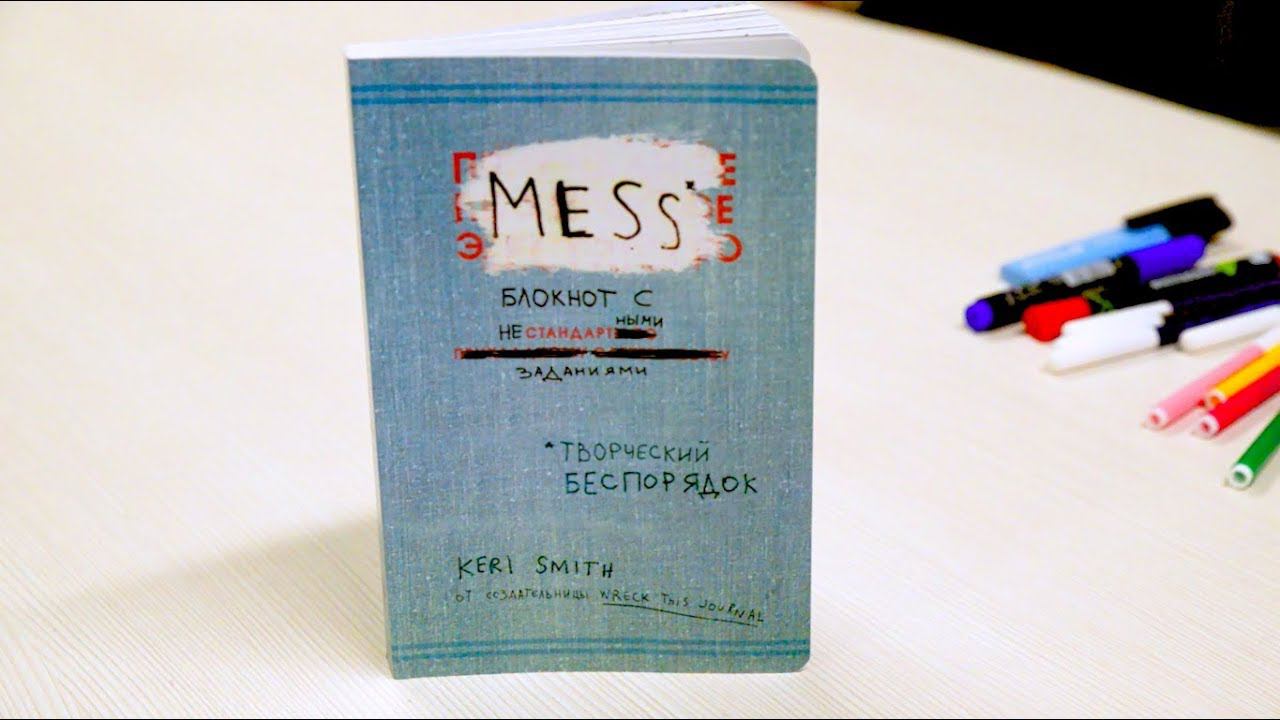 MESS*
БЛОКНОТ С
НЕСТАНДАРТНЫМИ
ЗАДАНИЯМИ
*ТВОРЧЕСКИЙ
БЕСПОРЯДОК
KERI SMITH
ОТ СОЗДАТЕЛЬНИЦЫ WRECK THIS JOURNAL